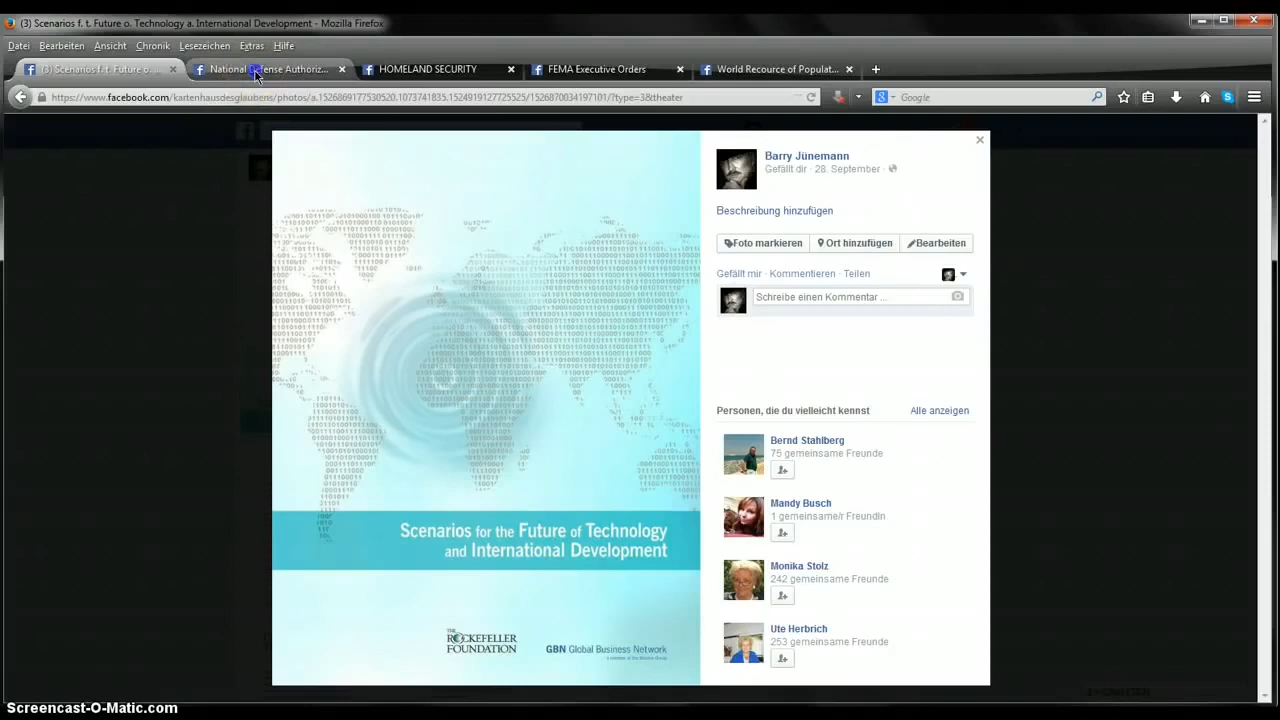 (3) Scenarios f. t. Future o. Technology a. International Development - Mozilla Firefox
Datei Bearbeiten Ansicht Chronik Lesezeichen Extras Hilfe
(3) Scenarios f. t. Future o. ... National Defense Authoriz... HOMELAND SECURITY FEMA Executive Orders World Recource of Populat...
https://www.facebook.com/kartenhausdesglaubens/photos/a.1526869177530520.1073741835.1524919127725525/1526870034197101/?type=3&theater Google
Barry Jünemann
Gefällt dir · 28. September ·
Beschreibung hinzufügen
Foto markieren Ort hinzufügen Bearbeiten
Gefällt mir · Kommentieren · Teilen
Schreibe einen Kommentar ...
Personen, die du vielleicht kennst Alle anzeigen
Bernd Stahlberg
75 gemeinsame Freunde
Mandy Busch
1 gemeinsame/r FreundIn
Monika Stolz
242 gemeinsame Freunde
Ute Herbrich
253 gemeinsame Freunde
Scenarios for the Future of Technology
and International Development
THE
ROCKEFELLER
FOUNDATION
GBN Global Business Network
Screencast-O-Matic.com